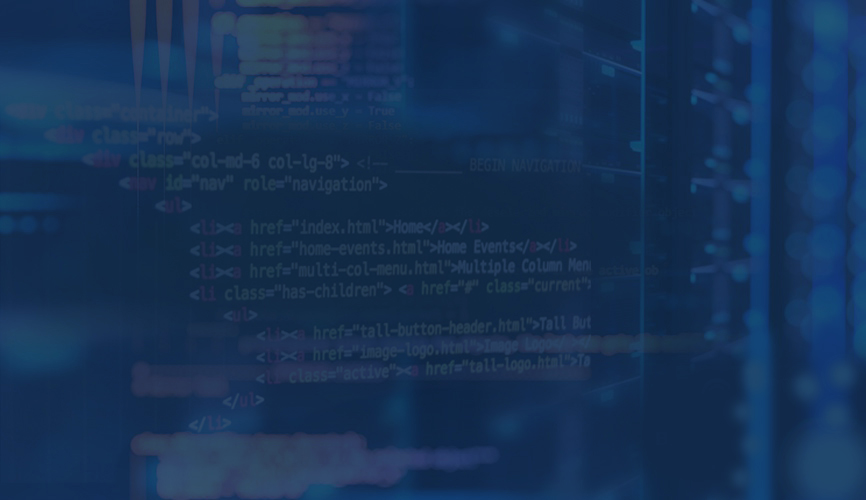 mirror_mod.use_x = False
mirror_mod.use_y = True
<div class="container">
<div class="row">
<div class="col-md-6 col-lg-8"> <!-- BEGIN NAVIGATION
<nav id="nav" role="navigation">
<ul>
<li><a href="index.html">Home</a></li>
<li><a href="home-events.html">Home Events</a></li>
<li><a href="multi-col-menu.html">Multiple Column Men
<li class="has-children"> <a href="#" class="current"
<ul>
<li><a href="tall-button-header.html">Tall But
<li><a href="image-logo.html">Image Logo</a></
<li class="active"><a href="tall-logo.html">Ta
</ul>
</li>